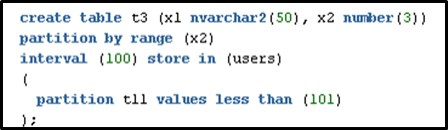 create table t3 (x1 nvarchar2(50), x2 number(3))
partition by range (x2)
interval (100) store in (users)
(
partition t11 values less than (101)
);